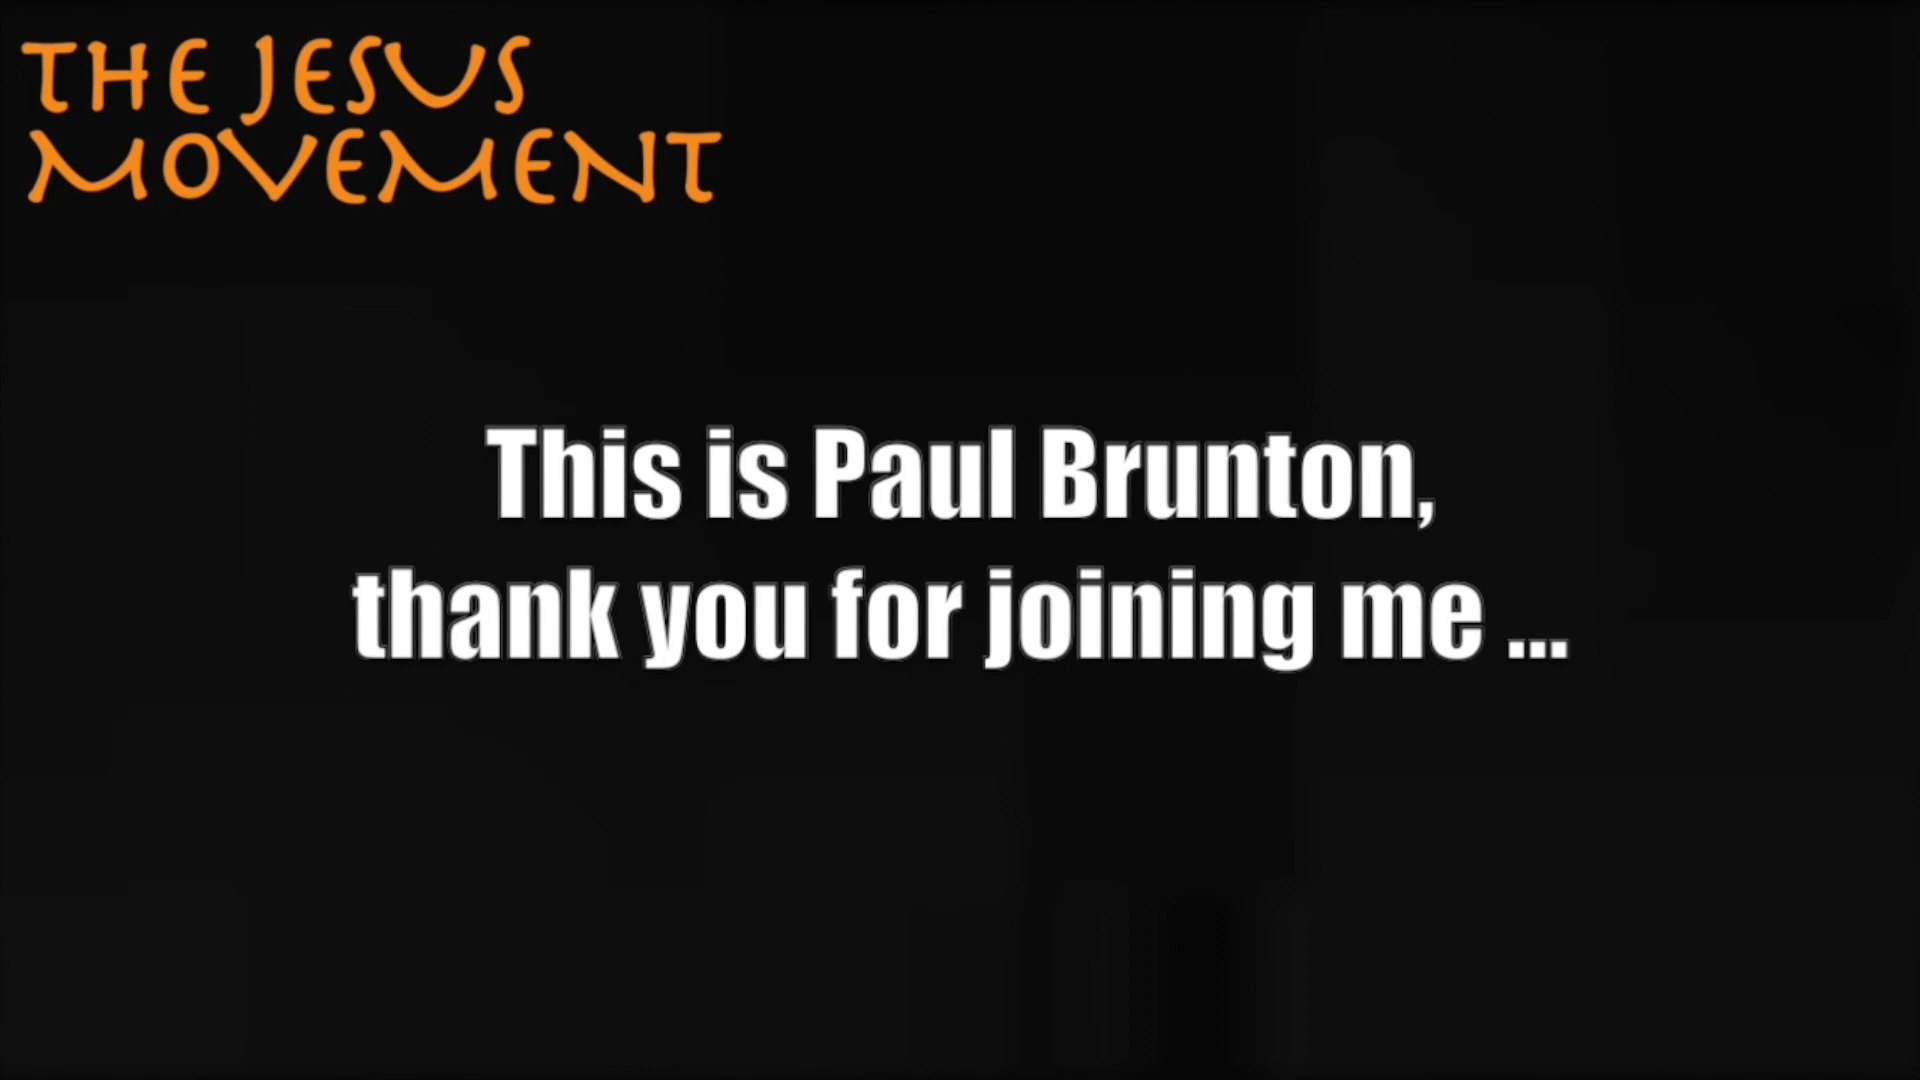 THE JESUS
MOVEMENT
This is Paul Brunton,
thank you for joining me ...